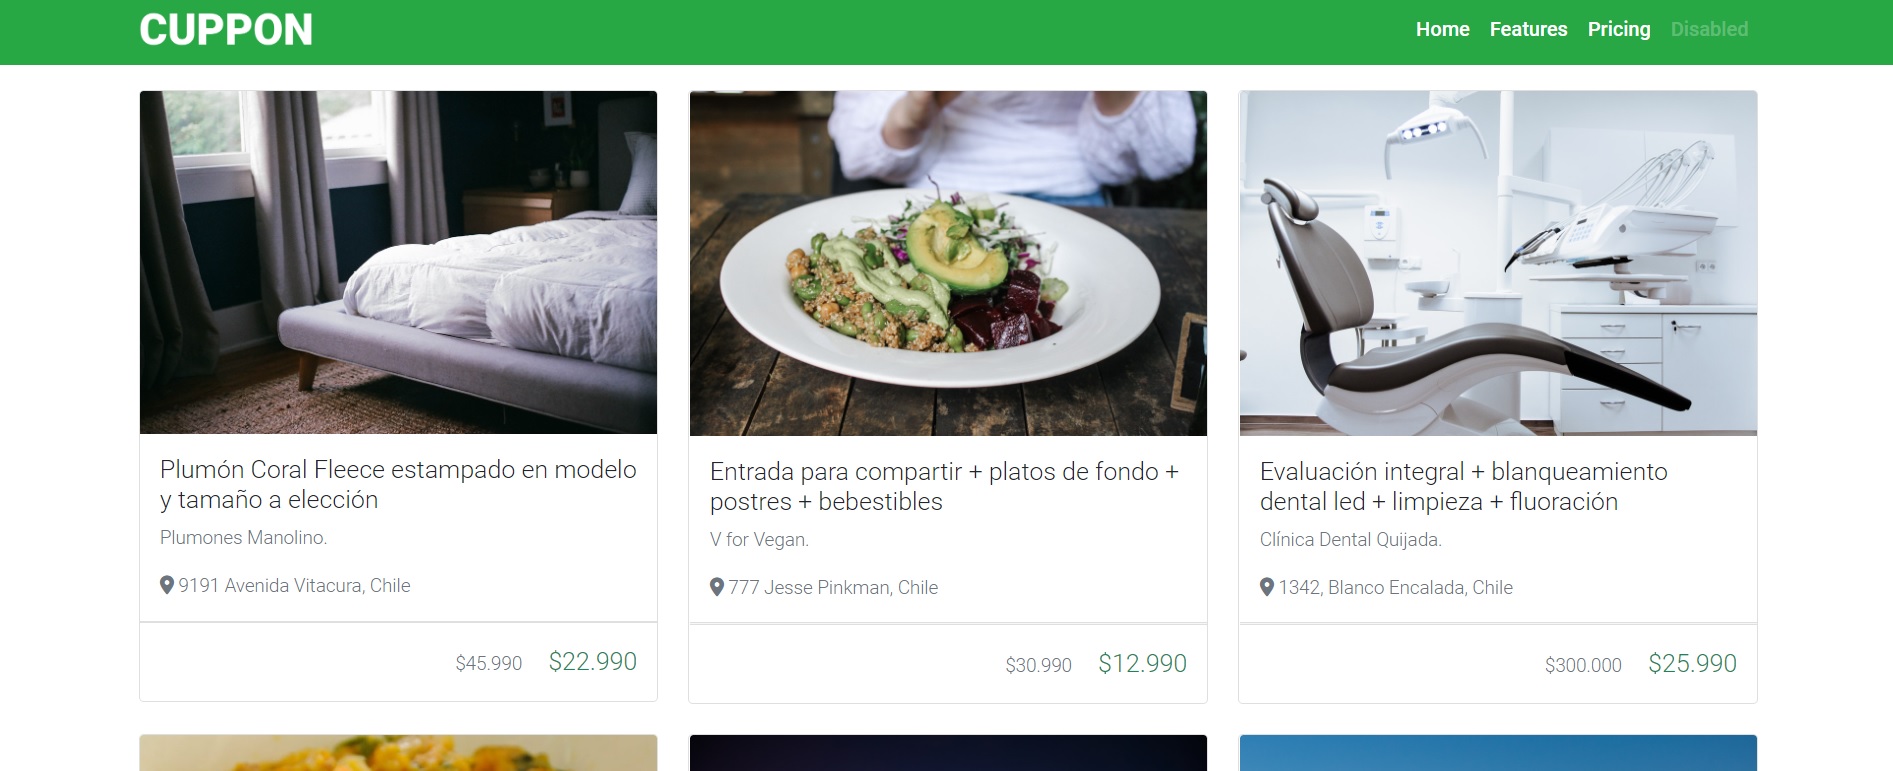 CUPPON
Home Features Pricing Disabled
Plumón Coral Fleece estampado en modelo
y tamaño a elección
Plumones Manolino.
9191 Avenida Vitacura, Chile
$45.990 $22.990
Entrada para compartir + platos de fondo +
postres + bebestibles
V for Vegan.
777 Jesse Pinkman, Chile
$30.990 $12.990
Evaluación integral + blanqueamiento
dental led + limpieza + fluoración
Clínica Dental Quijada.
1342, Blanco Encalada, Chile
$300.000 $25.990